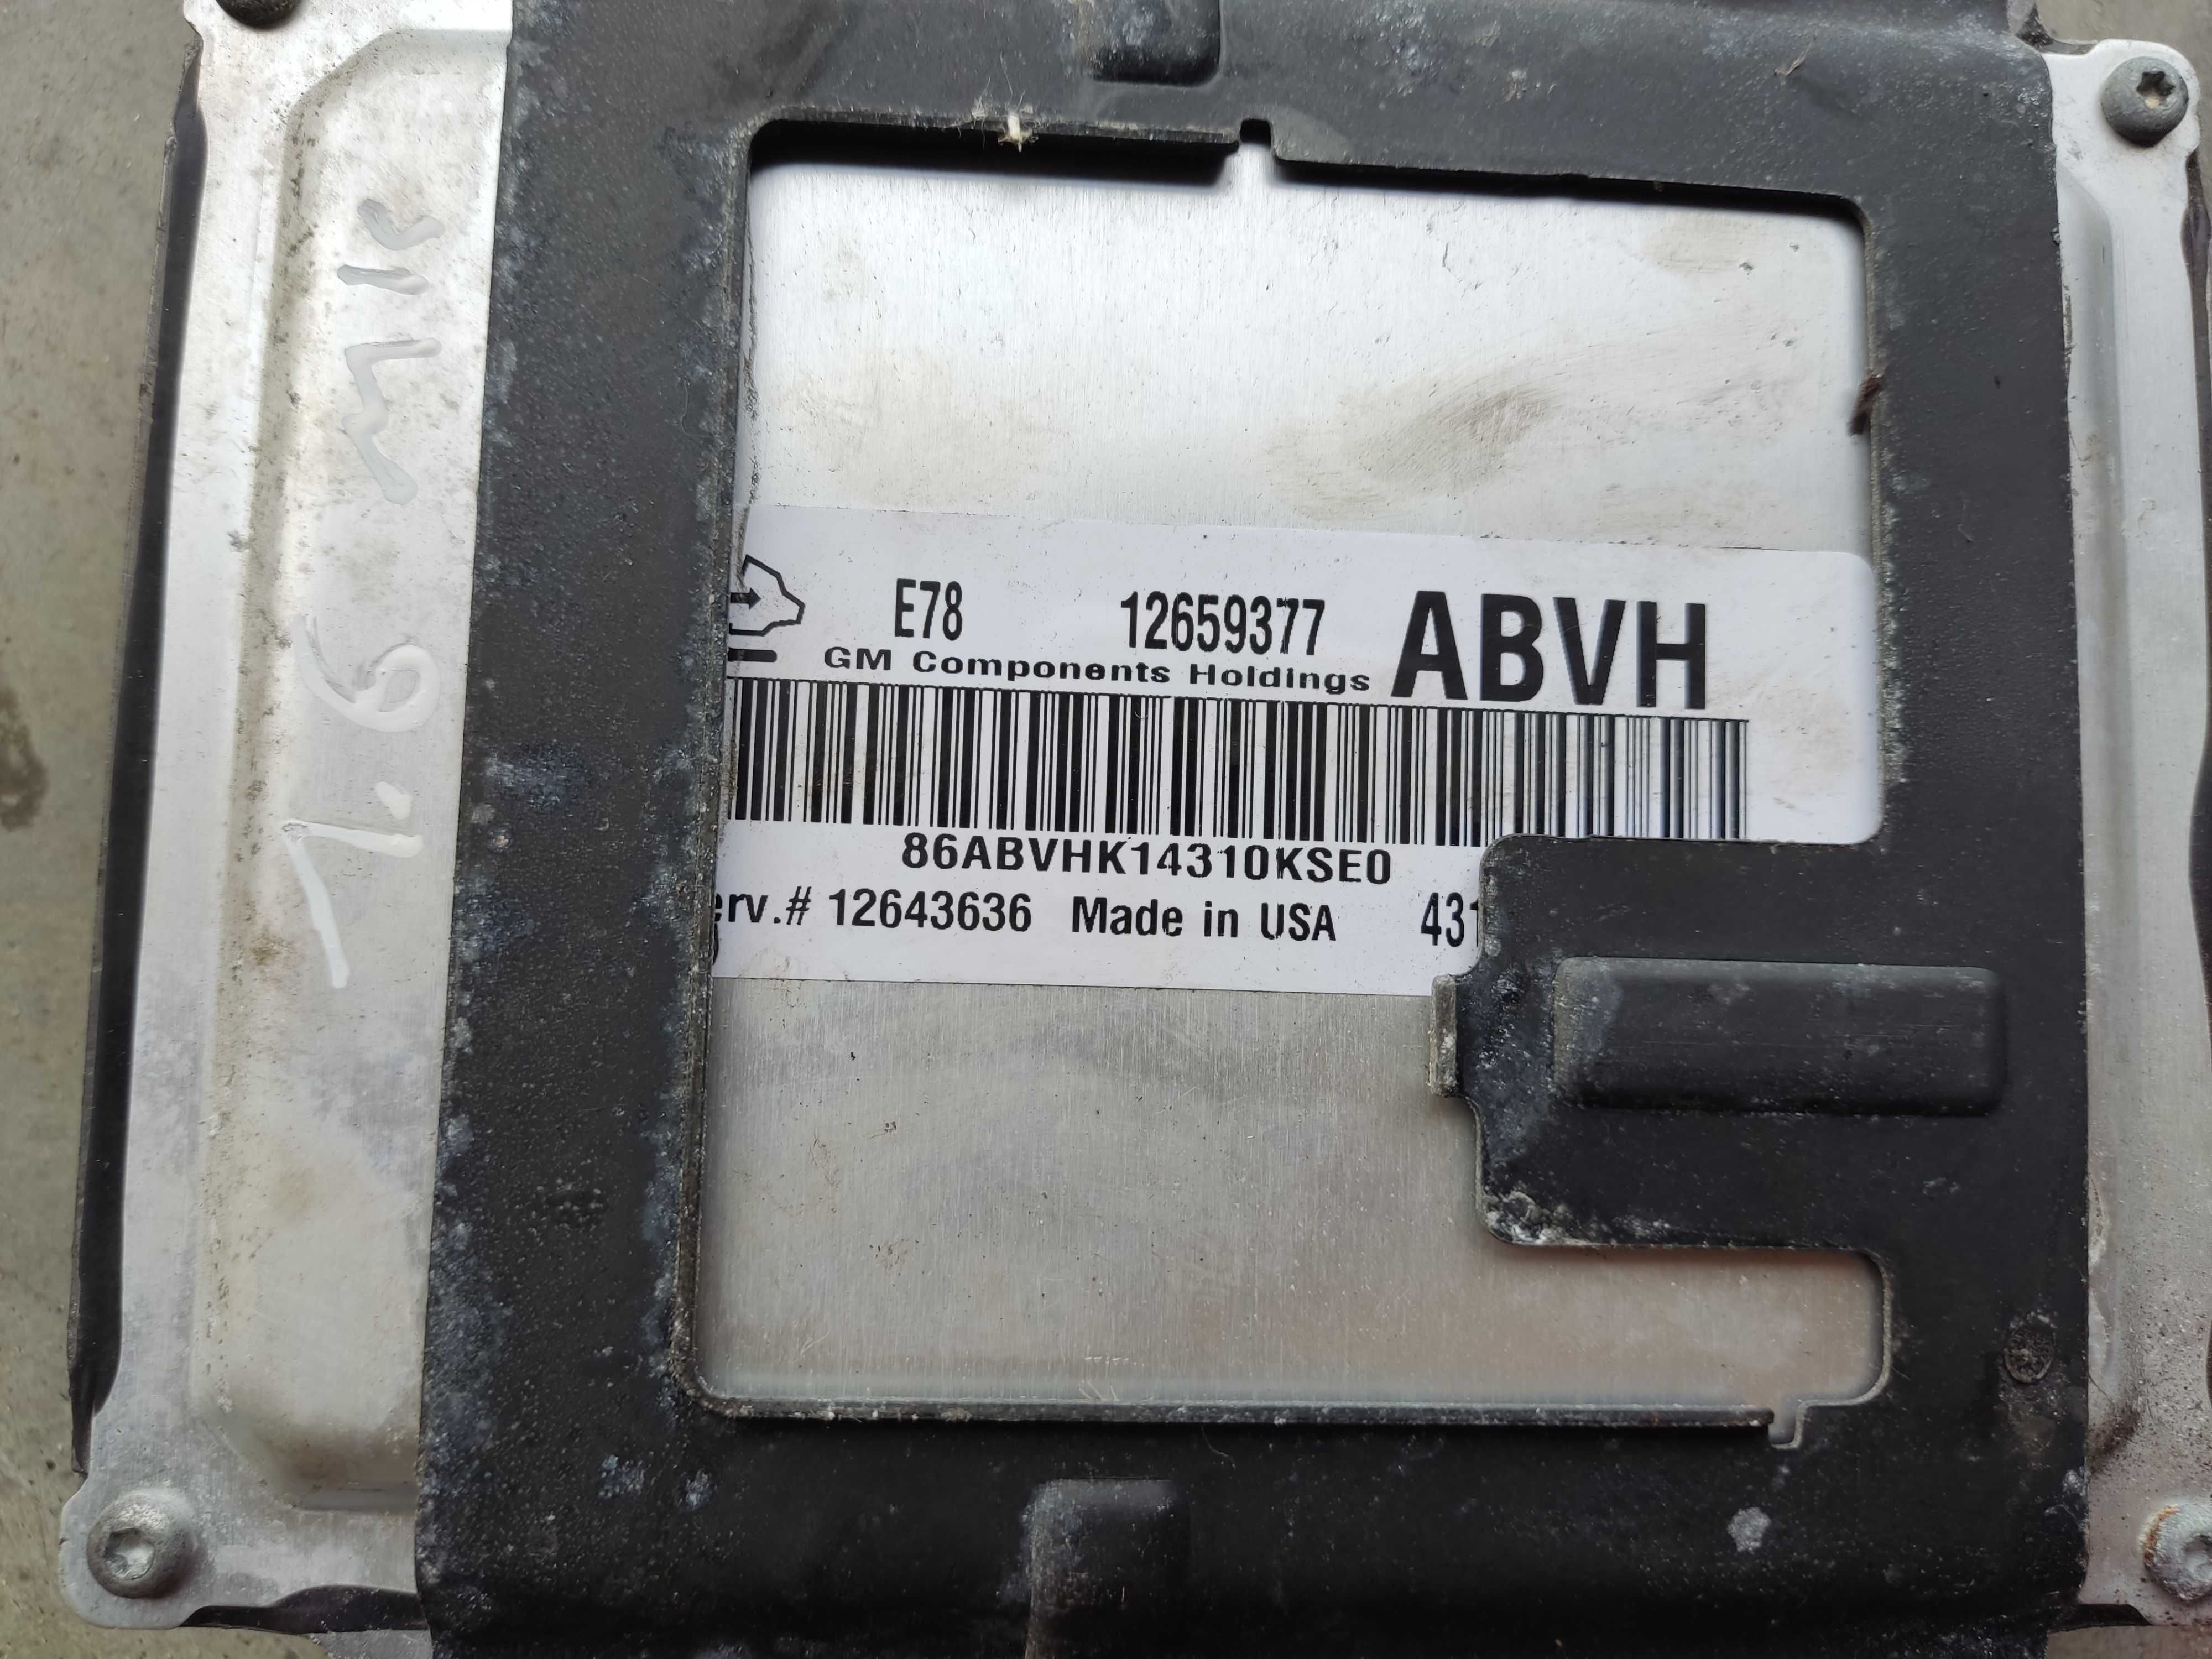 E78 12659377 ABVH
GM Components Holdings
86ABVHK14310KSE0
erv.# 12643636 Made in USA 431
1.6